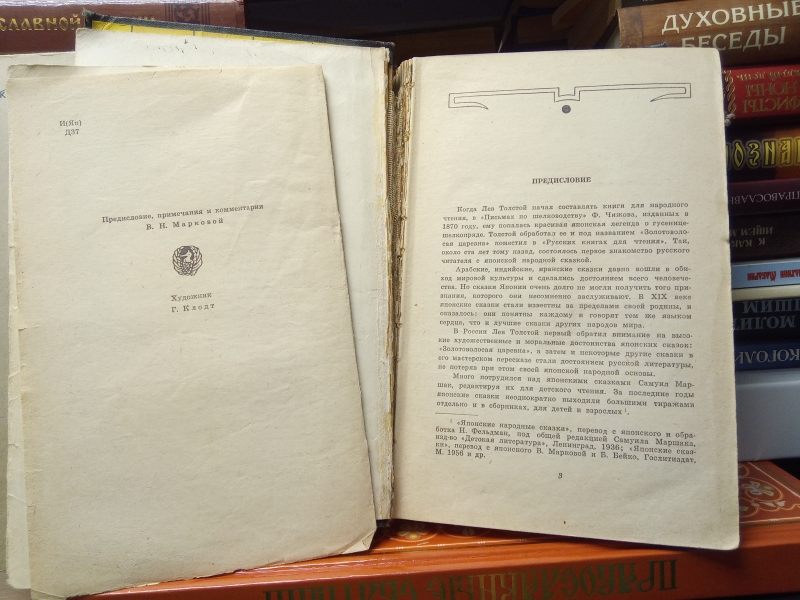 СЛАВНОЙ
И(Яп)
Д37
Предисловие, примечания и комментарии
В. Н. Марковой
Художник
Г. Клодт
ПРЕДИСЛОВИЕ
Когда Лев Толстой начал составлять книги для народного
чтения, в «Письмах по шелководству» Ф. Чижова, изданных в
1870 году, ему попалась красивая японская легенда о гусенице-
шелкопряде. Толстой обработал ее и под названием «Золотоволо-
сая царевна» поместил в «Русских книгах для чтения». Так,
около ста лет тому назад, состоялось первое знакомство русского
читателя с японской народной сказкой.
Арабские, индийские, иранские сказки давно вошли в оби-
ход мировой культуры и сделались достоянием всего человече-
ства. Но сказки Японии очень долго не могли получить того при-
знания, которого они несомненно заслуживают. В XIX веке
японские сказки стали известны за пределами своей родины, и
оказалось: они понятны каждому и говорят тем же языком
сердца, что и лучшие сказки других народов мира.
В России Лев Толстой первый обратил внимание на высо-
кие художественные и моральные достоинства японских сказок:
«Золотоволосая царевна», а затем и некоторые другие сказки в
его мастерском пересказе стали достоянием русской литературы,
не потеряв при этом своей японской народной основы.
Много потрудился над японскими сказками Самуил Мар-
шак, редактируя их для детского чтения. За последние годы
японские сказки неоднократно выходили большими тиражами
отдельно и в сборниках, для детей и взрослых ¹.
¹ «Японские народные сказки», перевод с японского и обра-
ботка Н. Фельдман, под общей редакцией Самуила Маршака,
изд-во «Детская литература», Ленинград, 1936; «Японские сказ-
ки», перевод с японского В. Марковой и Б. Бейко, Гослитиздат,
М. 1956 и др.
3
ДУХОВНЫЕ
БЕСЕДЫ
ПОЗНА
ПРАВОСЛАВИ
К КАК
ИЩЕМ
МОЛИТ
АЛКОГОЛИ
ПРАВОСЛАВНЫЕ СВЯТЫНИ